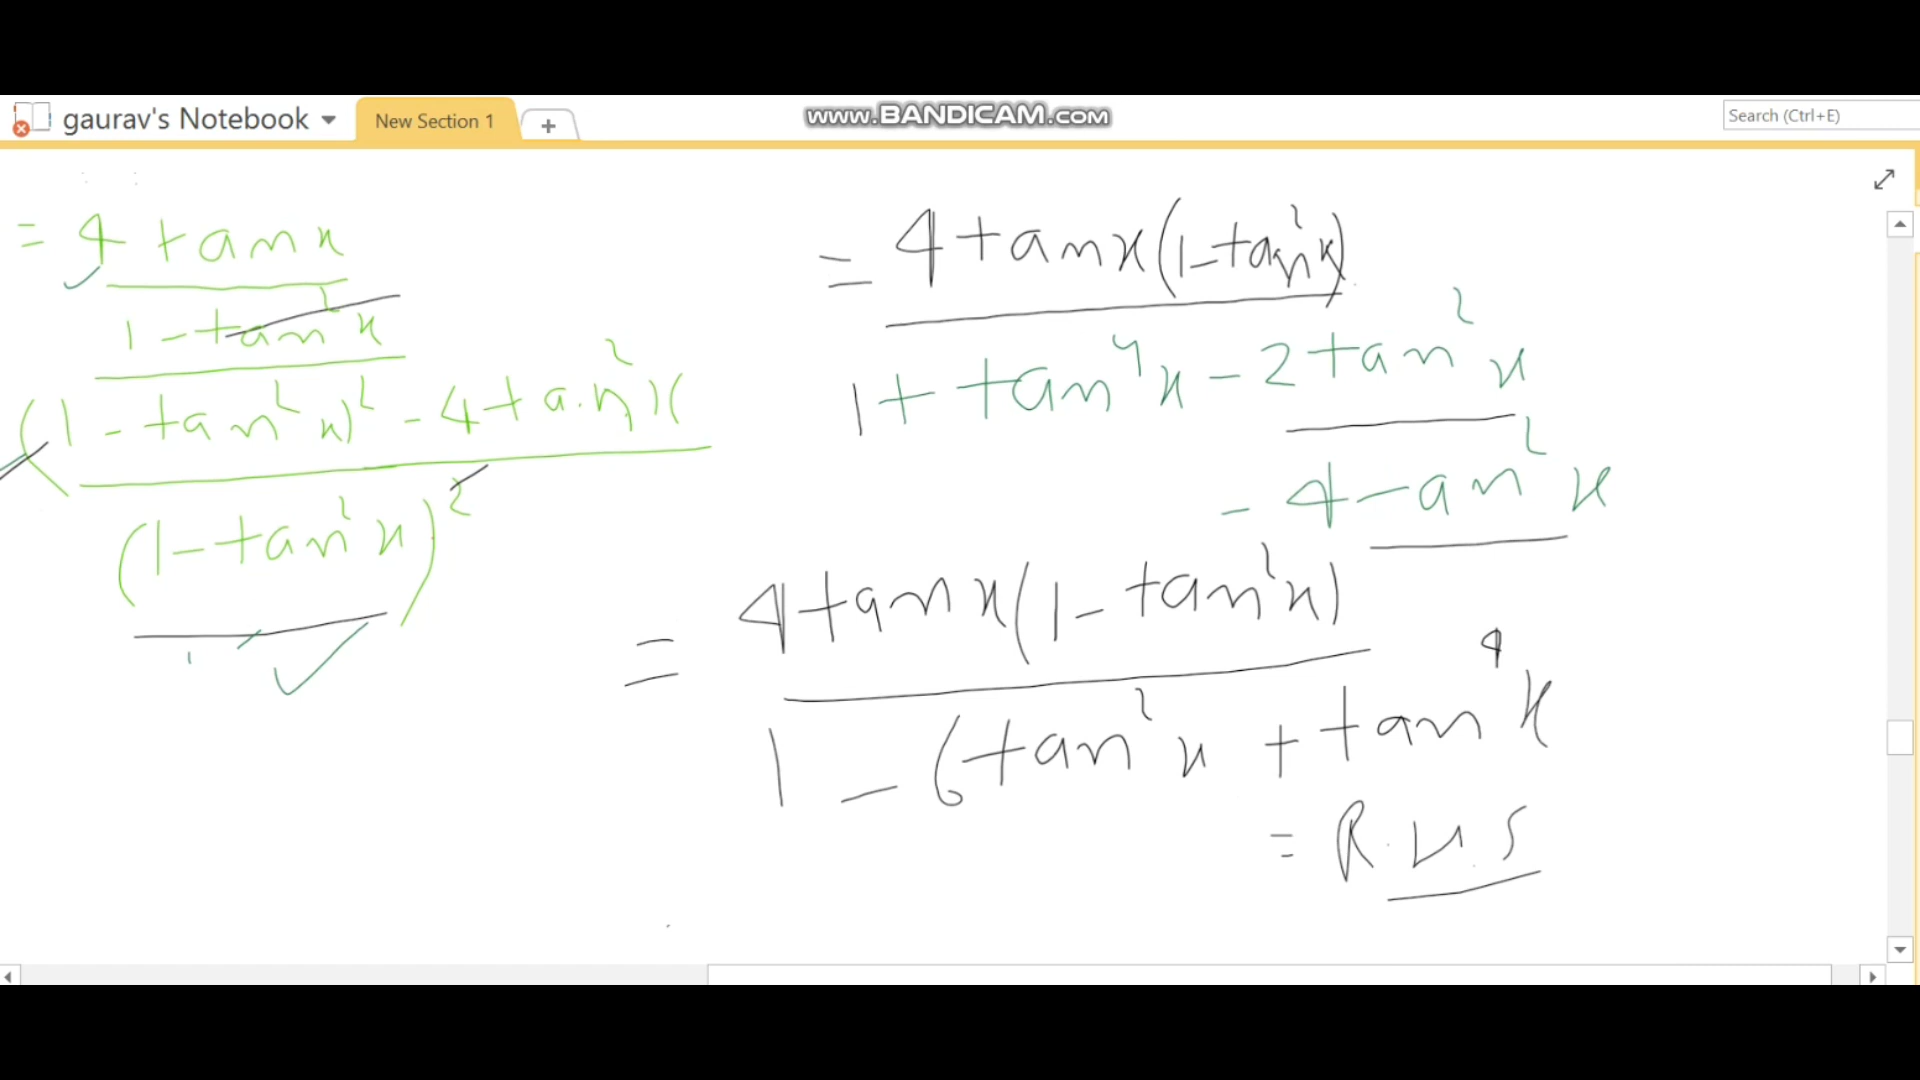 gaurav's Notebook
New Section 1
www.BANDICAM.com
Search (Ctrl+E)
= 4 tan x
1 - tan² x
(1 - tan² x)² - 4 tan² x
(1 - tan² x)²
= 4 tan x (1 - tan² x)
1 + tan⁴ x - 2 tan² x
- 4 tan² x
= 4 tan x (1 - tan² x)
1 - 6 tan² x + tan⁴ x
= R.H.S